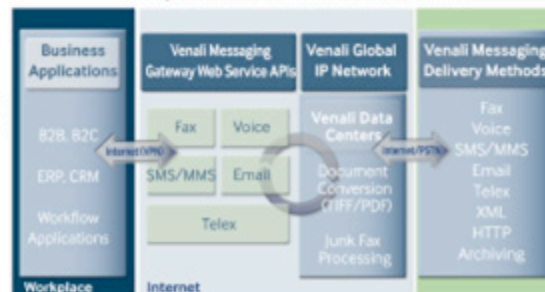 Business
Applications
B2B, B2C
Internet(VPN)
ERP, CRM
Workflow
Applications
Workplace
Venali Messaging
Gateway Web Service APIs
Fax
Voice
SMS/MMS
Email
Telex
Internet
Venali Global
IP Network
Venali Data
Centers
Document
Conversion
(TIFF/PDF)
Junk Fax
Processing
Internet/PSTN
Venali Messaging
Delivery Methods
Fax
Voice
SMS/MMS
Email
Telex
XML
HTTP
Archiving